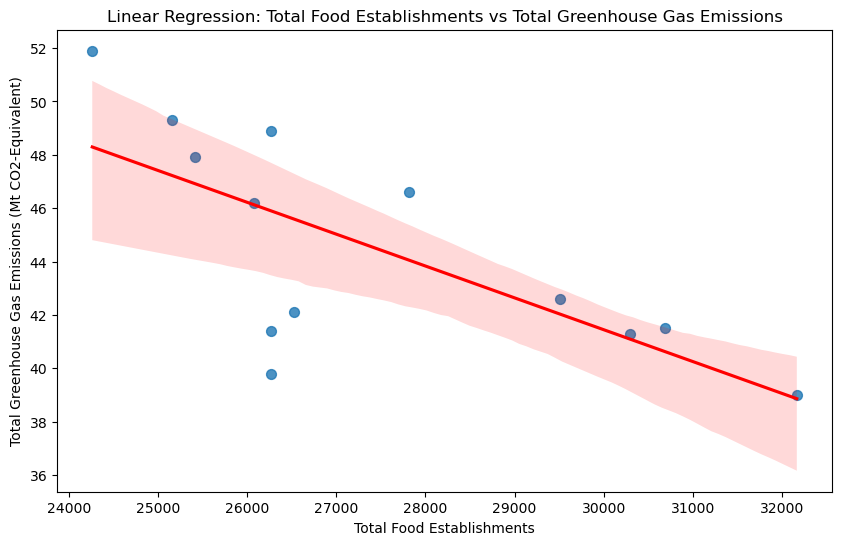 Linear Regression: Total Food Establishments vs Total Greenhouse Gas Emissions
Total Greenhouse Gas Emissions (Mt CO2-Equivalent)
52
50
48
46
44
42
40
38
36
24000 25000 26000 27000 28000 29000 30000 31000 32000
Total Food Establishments